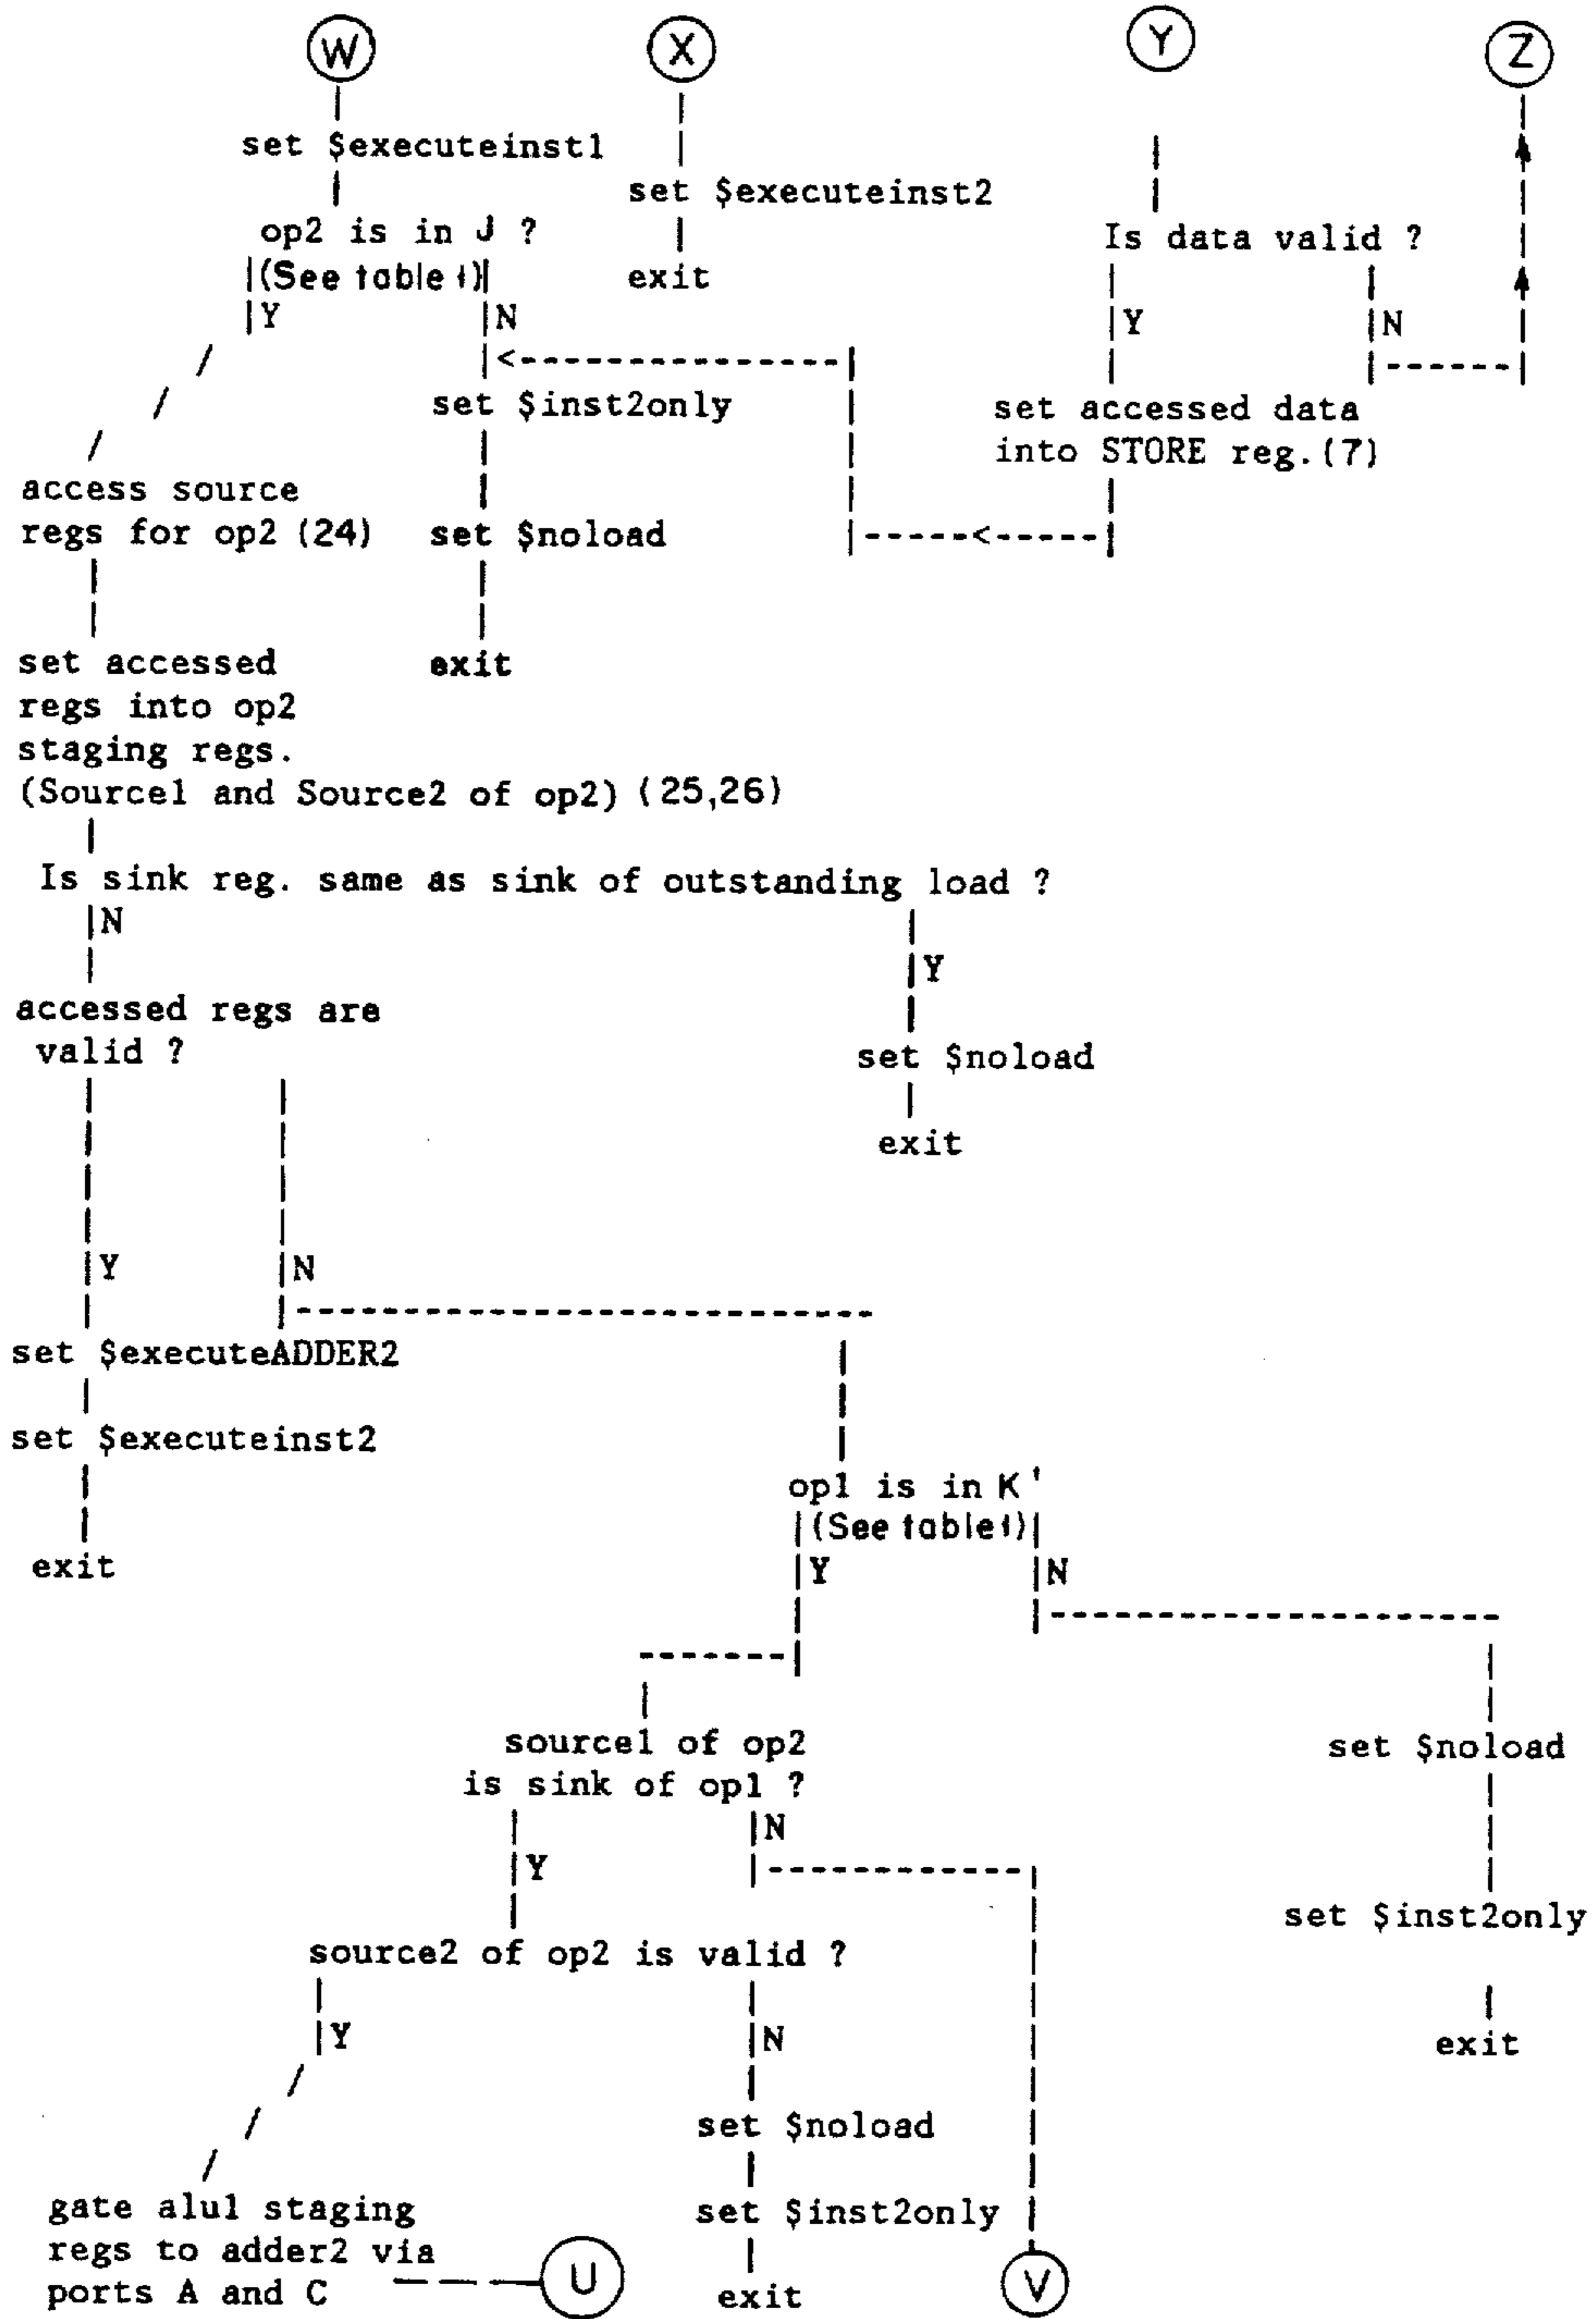 W
X
Y
Z
set $executeinst1
set $executeinst2
op2 is in J ?
(See table 1)
Y
N
exit
Is data valid ?
Y
N
set $inst2only
set accessed data
into STORE reg.(7)
access source
regs for op2 (24)
set $noload
exit
set accessed
regs into op2
staging regs.
(Source1 and Source2 of op2) (25,26)
Is sink reg. same as sink of outstanding load ?
N
Y
accessed regs are
valid ?
set $noload
exit
Y
N
set $executeADDER2
set $executeinst2
exit
op1 is in K'
(See table 1)
Y
N
source1 of op2
is sink of op1 ?
set $noload
N
Y
set $inst2only
exit
source2 of op2 is valid ?
Y
N
set $noload
set $inst2only
exit
gate alu1 staging
regs to adder2 via
ports A and C
U
V